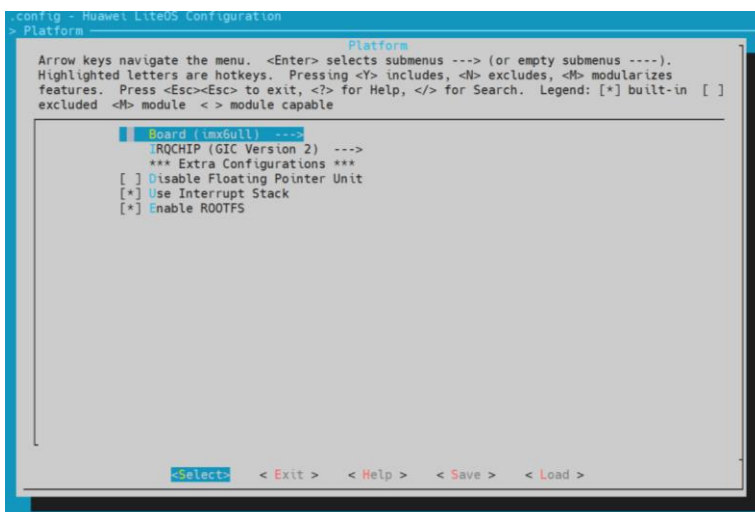 .config - Huawei LiteOS Configuration
> Platform
Platform
Arrow keys navigate the menu.  <Enter> selects submenus ---> (or empty submenus ----).
Highlighted letters are hotkeys.  Pressing <Y> includes, <N> excludes, <M> modularizes
features.  Press <Esc><Esc> to exit, <?> for Help, </> for Search.  Legend: [*] built-in  [ ]
excluded  <M> module  < > module capable
Board (imx6ull)  --->
IRQCHIP (GIC Version 2)  --->
*** Extra Configurations ***
[ ] Disable Floating Pointer Unit
[*] Use Interrupt Stack
[*] Enable ROOTFS
<Select>    < Exit >    < Help >    < Save >    < Load >